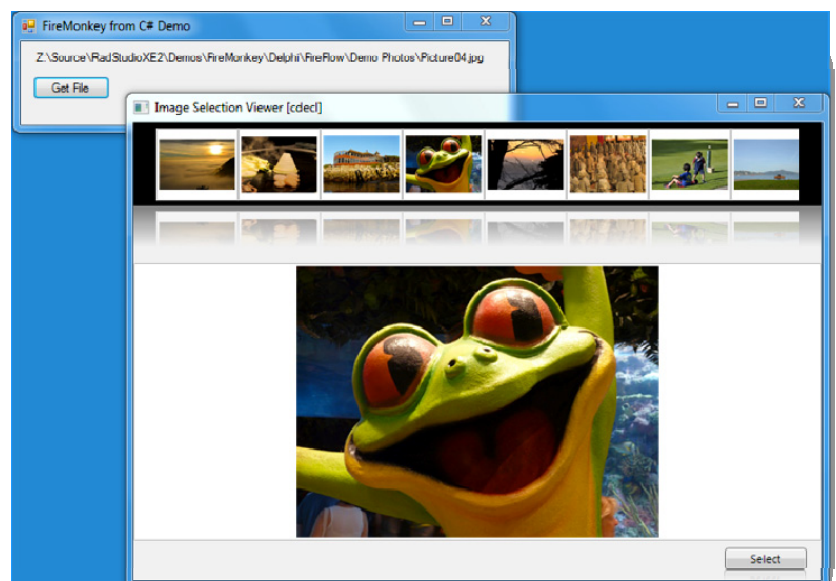 FireMonkey from C# Demo
Z:\Source\RadStudioXE2\Demos\FireMonkey\Delphi\FireFlow\Demo Photos\Picture04.jpg
Get File
Image Selection Viewer [cdecl]
Select